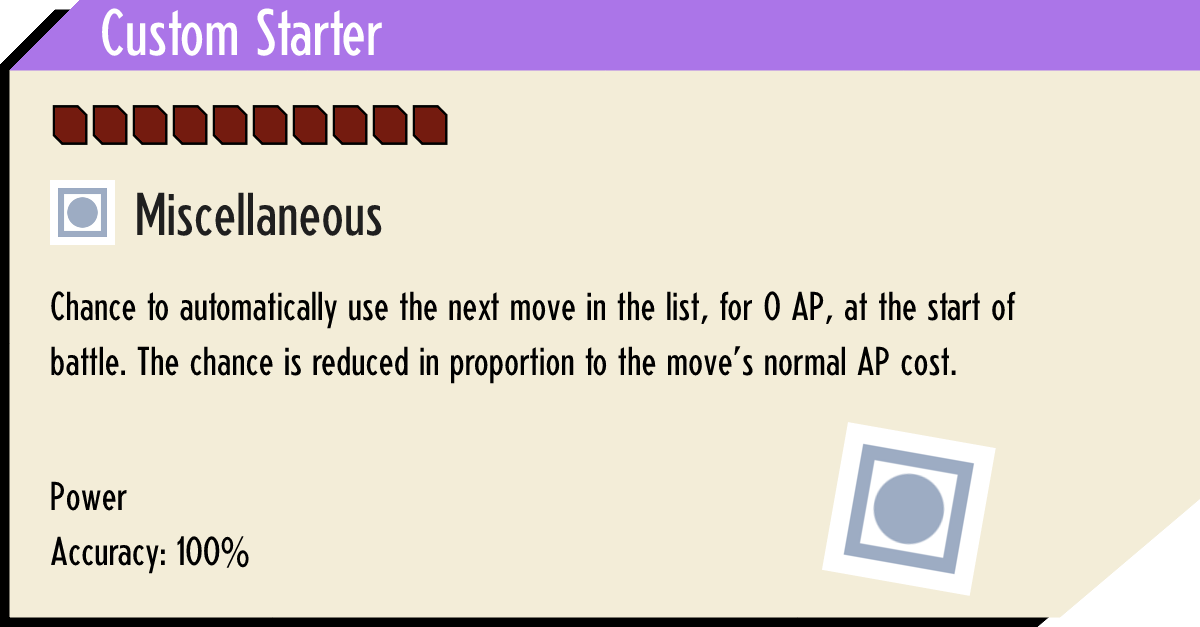 Custom Starter
Miscellaneous
Chance to automatically use the next move in the list, for 0 AP, at the start of
battle. The chance is reduced in proportion to the move's normal AP cost.
Power
Accuracy: 100%